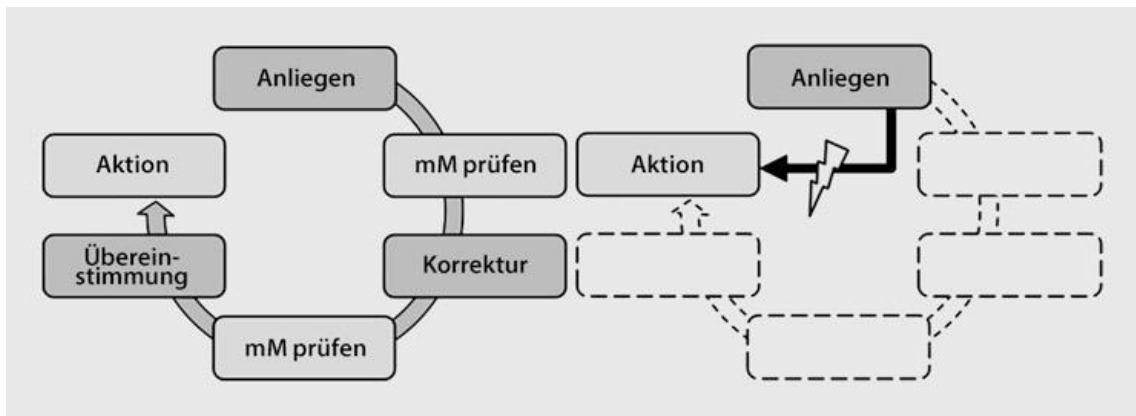 Anliegen
mM prüfen
Korrektur
mM prüfen
Überein-
stimmung
Aktion
Anliegen
Aktion